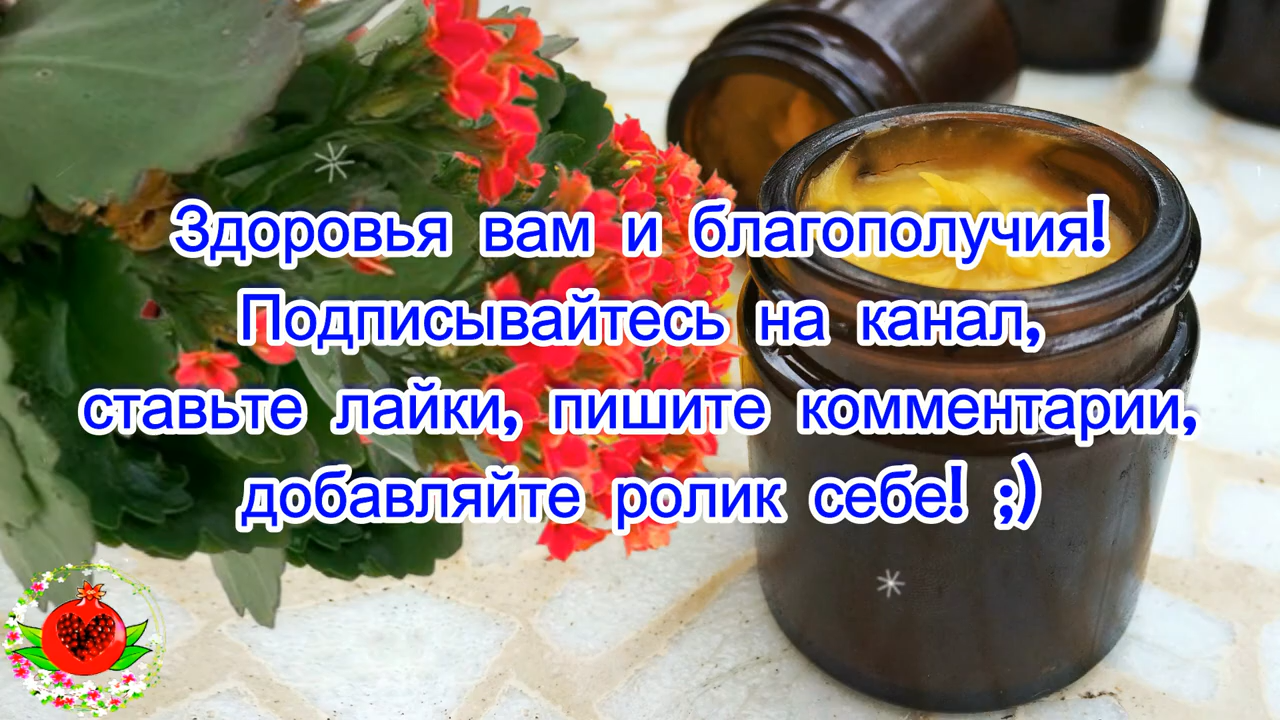 Здоровья вам и благополучия!
Подписывайтесь на канал,
ставьте лайки, пишите комментарии,
добавляйте ролик себе! ;)